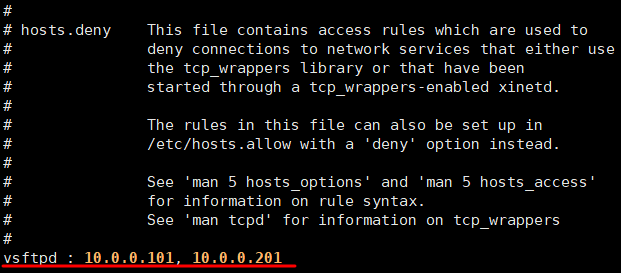 #
# hosts.deny    This file contains access rules which are used to
#               deny connections to network services that either use
#               the tcp_wrappers library or that have been
#               started through a tcp_wrappers-enabled xinetd.
#
#               The rules in this file can also be set up in
#               /etc/hosts.allow with a 'deny' option instead.
#
#               See 'man 5 hosts_options' and 'man 5 hosts_access'
#               for information on rule syntax.
#               See 'man tcpd' for information on tcp_wrappers
#
vsftpd : 10.0.0.101, 10.0.0.201